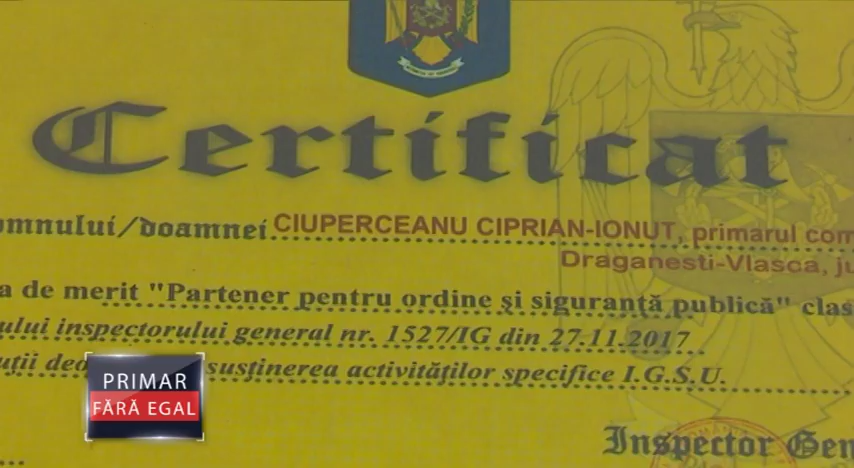 Certificat
omnului/doamnei CIUPERCEANU CIPRIAN-IONUT, primarul com
Draganesti-Vlasca, ju
a de merit "Partener pentru ordine și siguranță publică" clas
ului inspectorului general nr. 1527/IG din 27.11.2017
uții deo susținerea activităților specifice I.G.S.U.
PRIMAR
FĂRĂ EGAL
Inspector Gen